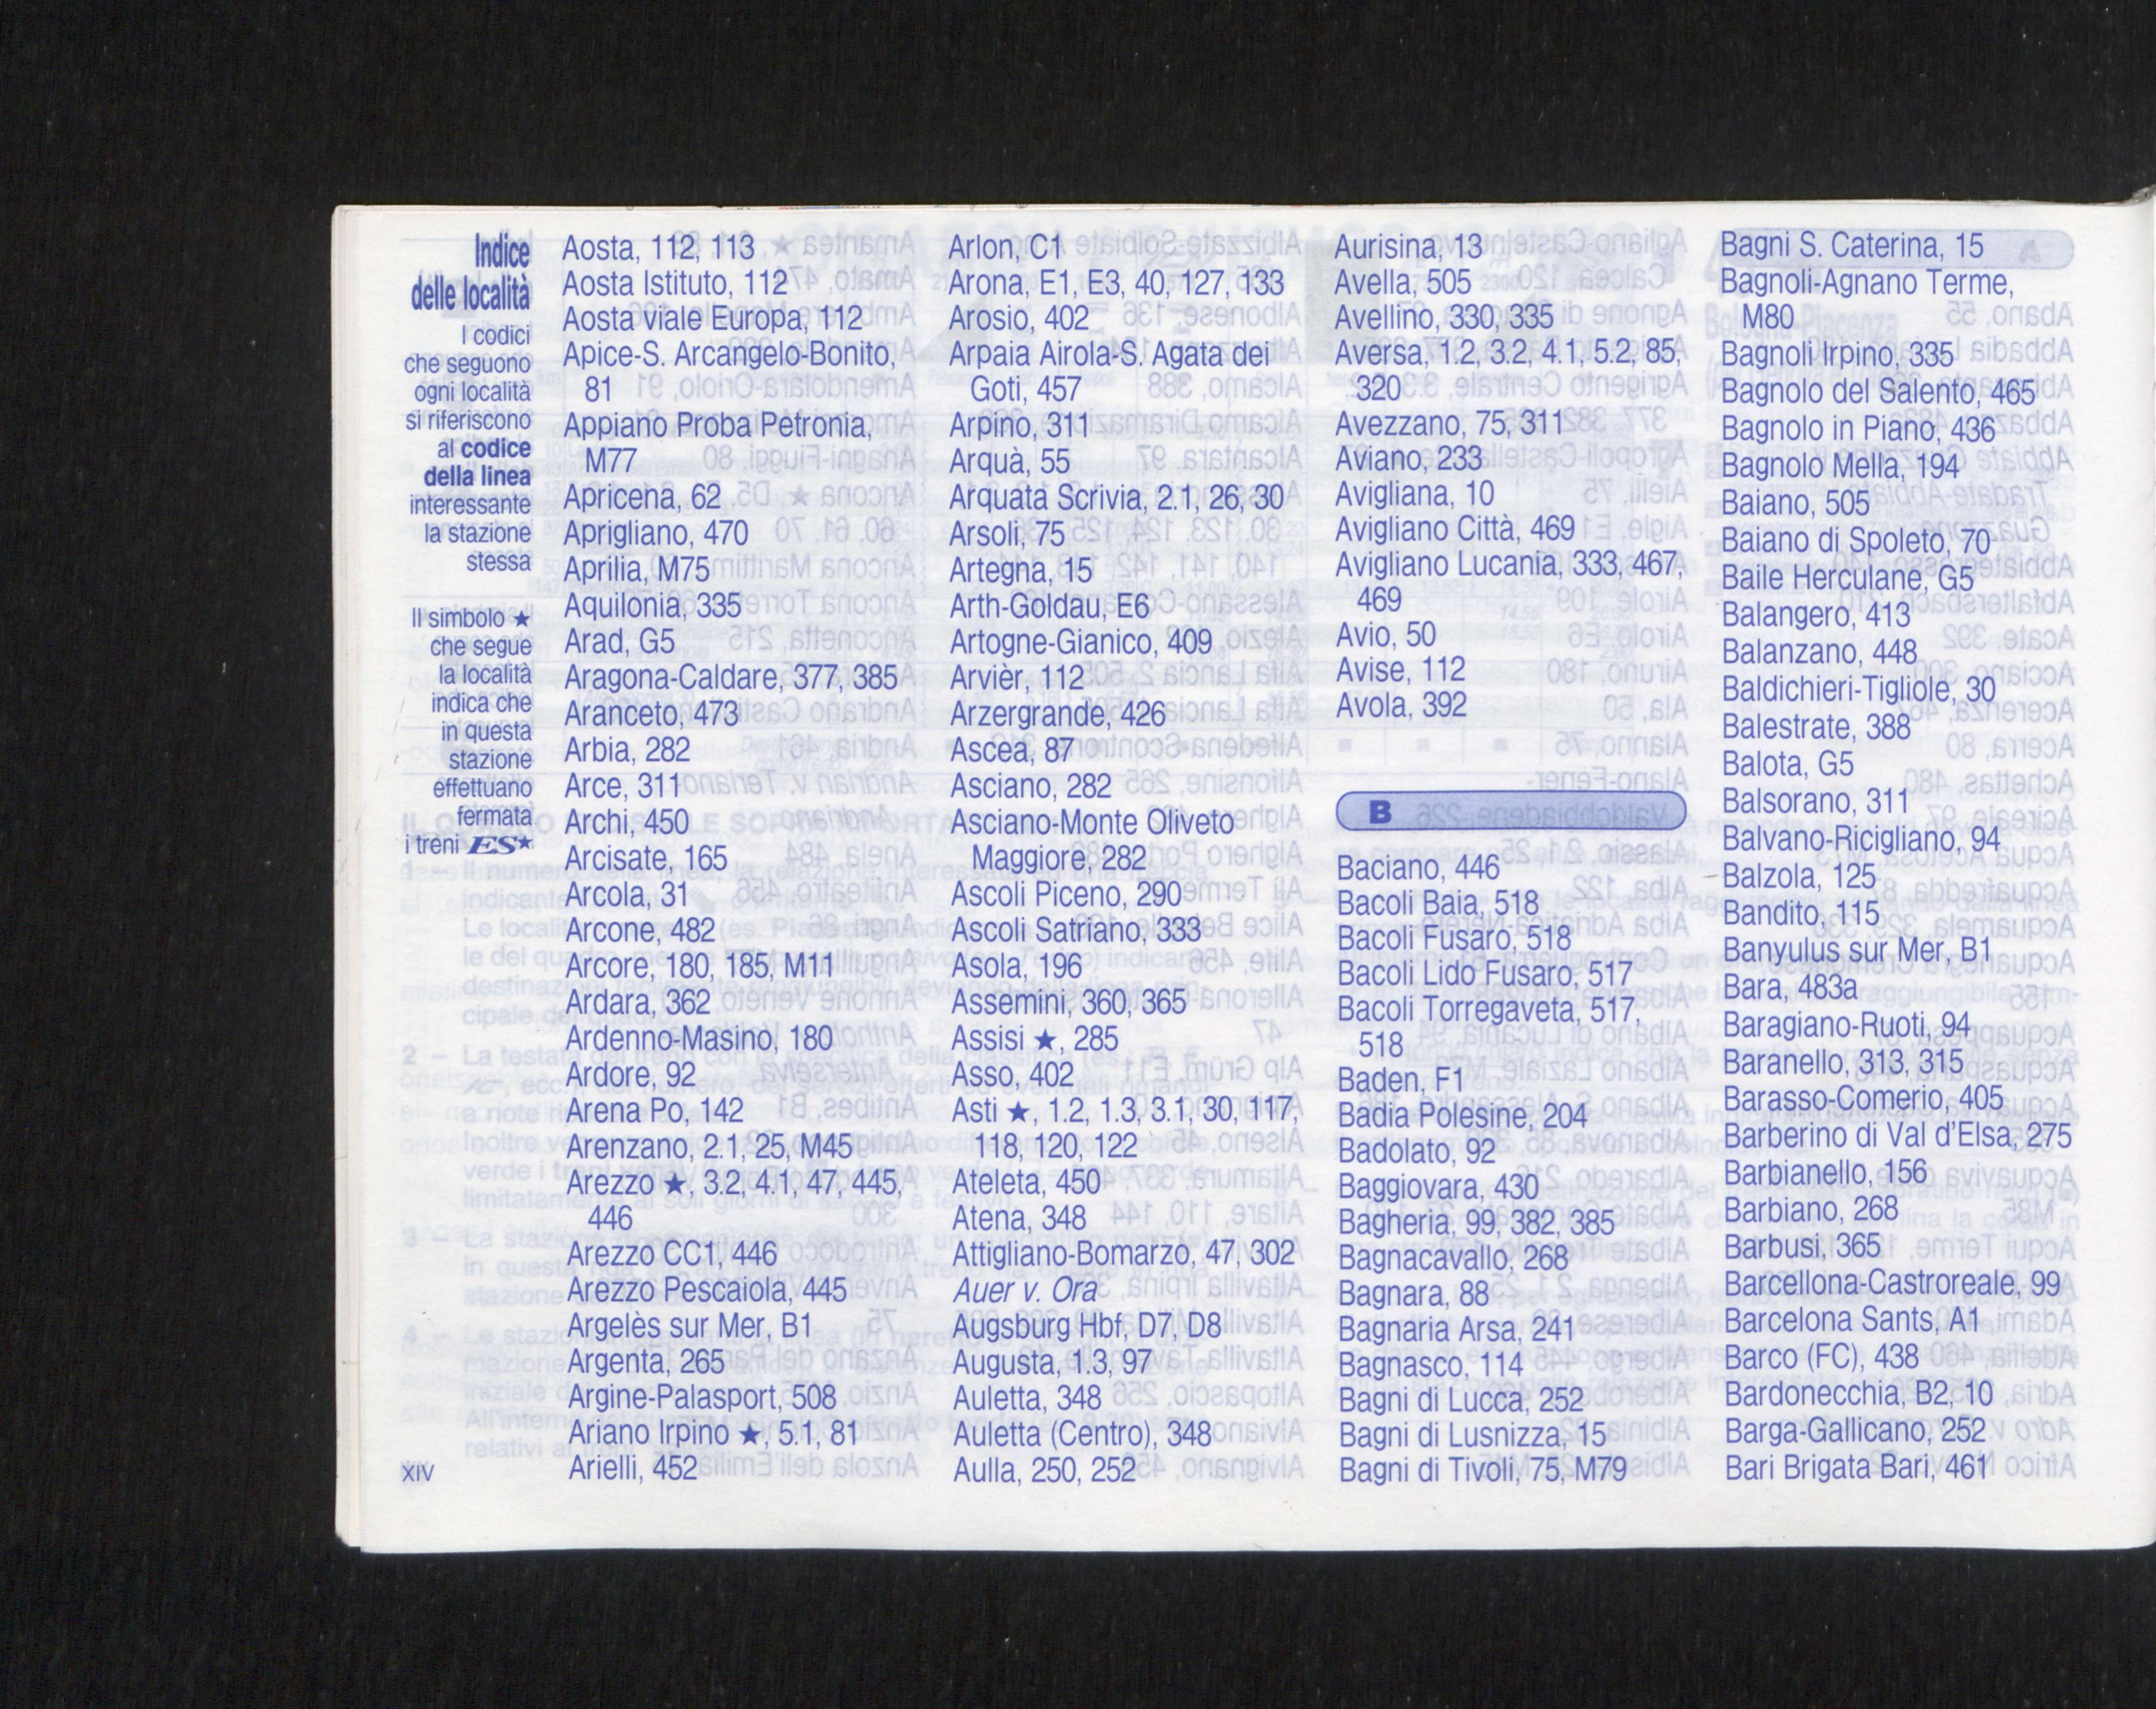 Indice
delle località
I codici
che seguono
ogni località
si riferiscono
al codice
della linea
interessante
la stazione
stessa
Il simbolo ★
che segue
la località
indica che
in questa
stazione
effettuano
fermata
i treni ES★
XIV
Aosta, 112, 113
Aosta Istituto, 112
Aosta viale Europa, 112
Apice-S. Arcangelo-Bonito,
81
Appiano Proba Petronia,
M77
Apricena, 62
Aprigliano, 470
Aprilia, M75
Aquilonia, 335
Arad, G5
Aragona-Caldare, 377, 385
Aranceto, 473
Arbia, 282
Arce, 311
Archi, 450
Arcisate, 165
Arcola, 31
Arcone, 482
Arcore, 180, 185, M11
Ardara, 362
Ardenno-Masino, 180
Ardore, 92
Arena Po, 142
Arenzano, 2.1, 25, M45
Arezzo ★, 3.2, 4.1, 47, 445,
446
Arezzo CC1, 446
Arezzo Pescaiola, 445
Argelès sur Mer, B1
Argenta, 265
Argine-Palasport, 508
Ariano Irpino ★, 5.1, 81
Arielli, 452
Arlon, C1
Arona, E1, E3, 40, 127, 133
Arosio, 402
Arpaia Airola-S. Agata dei
Goti, 457
Arpino, 311
Arquà, 55
Arquata Scrivia, 2.1, 26, 30
Arsoli, 75
Artegna, 15
Arth-Goldau, E6
Artogne-Gianico, 409
Arvièr, 112
Arzergrande, 426
Ascea, 87
Asciano, 282
Asciano-Monte Oliveto
Maggiore, 282
Ascoli Piceno, 290
Ascoli Satriano, 333
Asola, 196
Assemini, 360, 365
Assisi ★, 285
Asso, 402
Asti ★, 1.2, 1.3, 3.1, 30, 117,
118, 120, 122
Ateleta, 450
Atena, 348
Attigliano-Bomarzo, 47, 302
Auer v. Ora
Augsburg Hbf, D7, D8
Augusta, 1.3, 97
Auletta, 348
Auletta (Centro), 348
Aulla, 250, 252
Aurisina, 13
Avella, 505
Avellino, 330, 335
Aversa, 1.2, 3.2, 4.1, 5.2, 85,
320
Avezzano, 75, 311
Aviano, 233
Avigliana, 10
Avigliano Città, 469
Avigliano Lucania, 333, 467,
469
Avio, 50
Avise, 112
Avola, 392
B
Baciano, 446
Bacoli Baia, 518
Bacoli Fusaro, 518
Bacoli Lido Fusaro, 517
Bacoli Torregaveta, 517,
518
Baden, F1
Badia Polesine, 204
Badolato, 92
Baggiovara, 430
Bagheria, 99, 382, 385
Bagnacavallo, 268
Bagnara, 88
Bagnaria Arsa, 241
Bagnasco, 114
Bagni di Lucca, 252
Bagni di Lusnizza, 15
Bagni di Tivoli, 75, M79
Bagni S. Caterina, 15
Bagnoli-Agnano Terme,
M80
Bagnoli Irpino, 335
Bagnolo del Salento, 465
Bagnolo in Piano, 436
Bagnolo Mella, 194
Baiano, 505
Baiano di Spoleto, 70
Baile Herculane, G5
Balangero, 413
Balanzano, 448
Baldichieri-Tigliole, 30
Balestrate, 388
Balota, G5
Balsorano, 311
Balvano-Ricigliano, 94
Balzola, 125
Bandito, 115
Banyulus sur Mer, B1
Bara, 483a
Baragiano-Ruoti, 94
Baranello, 313, 315
Barasso-Comerio, 405
Barberino di Val d'Elsa, 275
Barbianello, 156
Barbiano, 268
Barbusi, 365
Barcellona-Castroreale, 99
Barcelona Sants, A1
Barco (FC), 438
Bardonecchia, B2, 10
Barga-Gallicano, 252
Bari Brigata Bari, 461